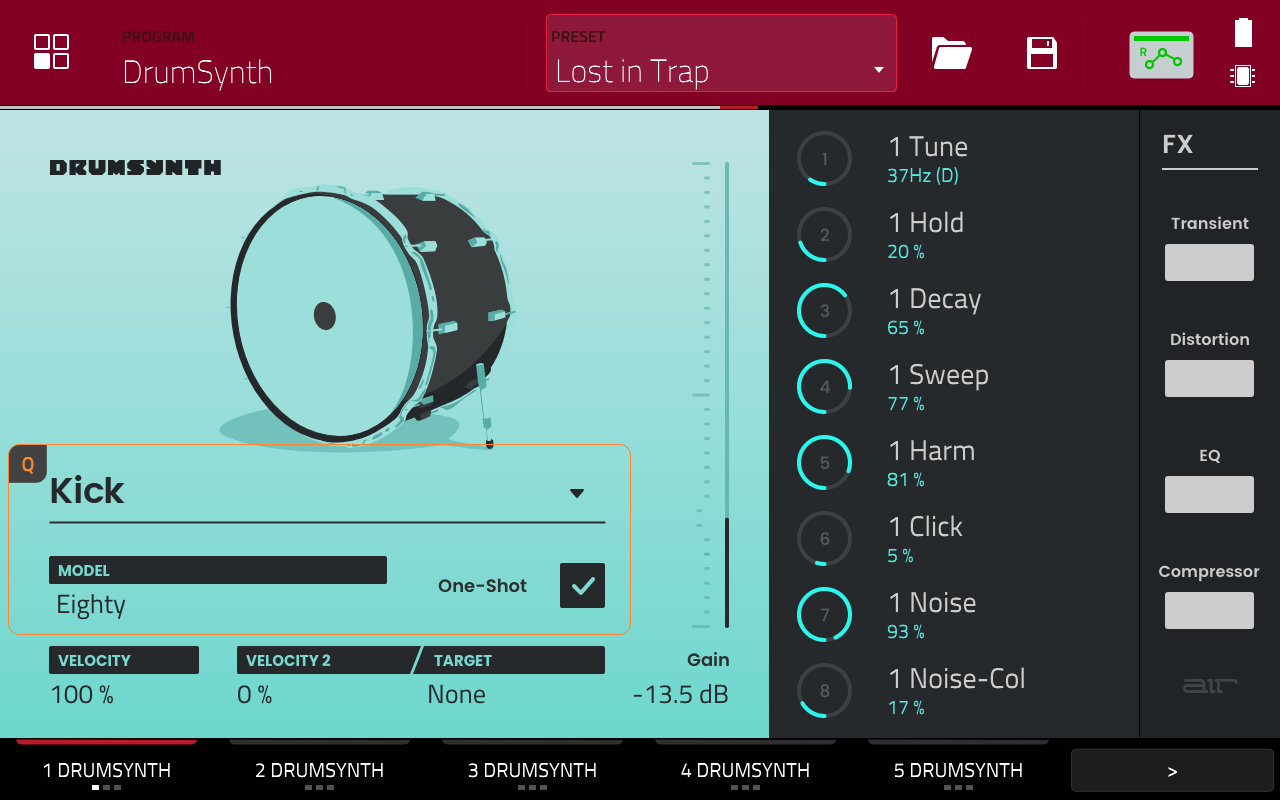 PROGRAM
DrumSynth
PRESET
Lost in Trap
R
DRUMSYNTH
Q
Kick
MODEL
Eighty
One-Shot
VELOCITY
100 %
VELOCITY 2
0 %
TARGET
None
Gain
-13.5 dB
1
1 Tune
37Hz (D)
2
1 Hold
20 %
3
1 Decay
65 %
4
1 Sweep
77 %
5
1 Harm
81 %
6
1 Click
5 %
7
1 Noise
93 %
8
1 Noise-Col
17 %
FX
Transient
Distortion
EQ
Compressor
air
1 DRUMSYNTH
2 DRUMSYNTH
3 DRUMSYNTH
4 DRUMSYNTH
5 DRUMSYNTH
>